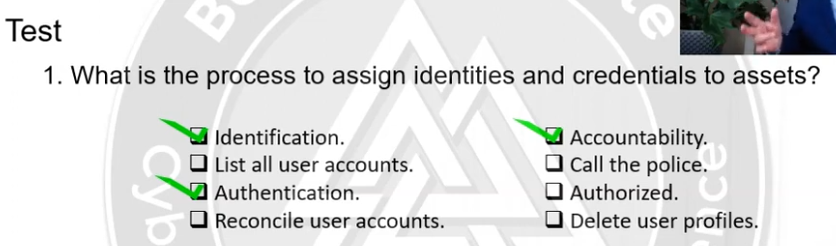 Test
1. What is the process to assign identities and credentials to assets?
Identification.
List all user accounts.
Authentication.
Reconcile user accounts.
Accountability.
Call the police.
Authorized.
Delete user profiles.